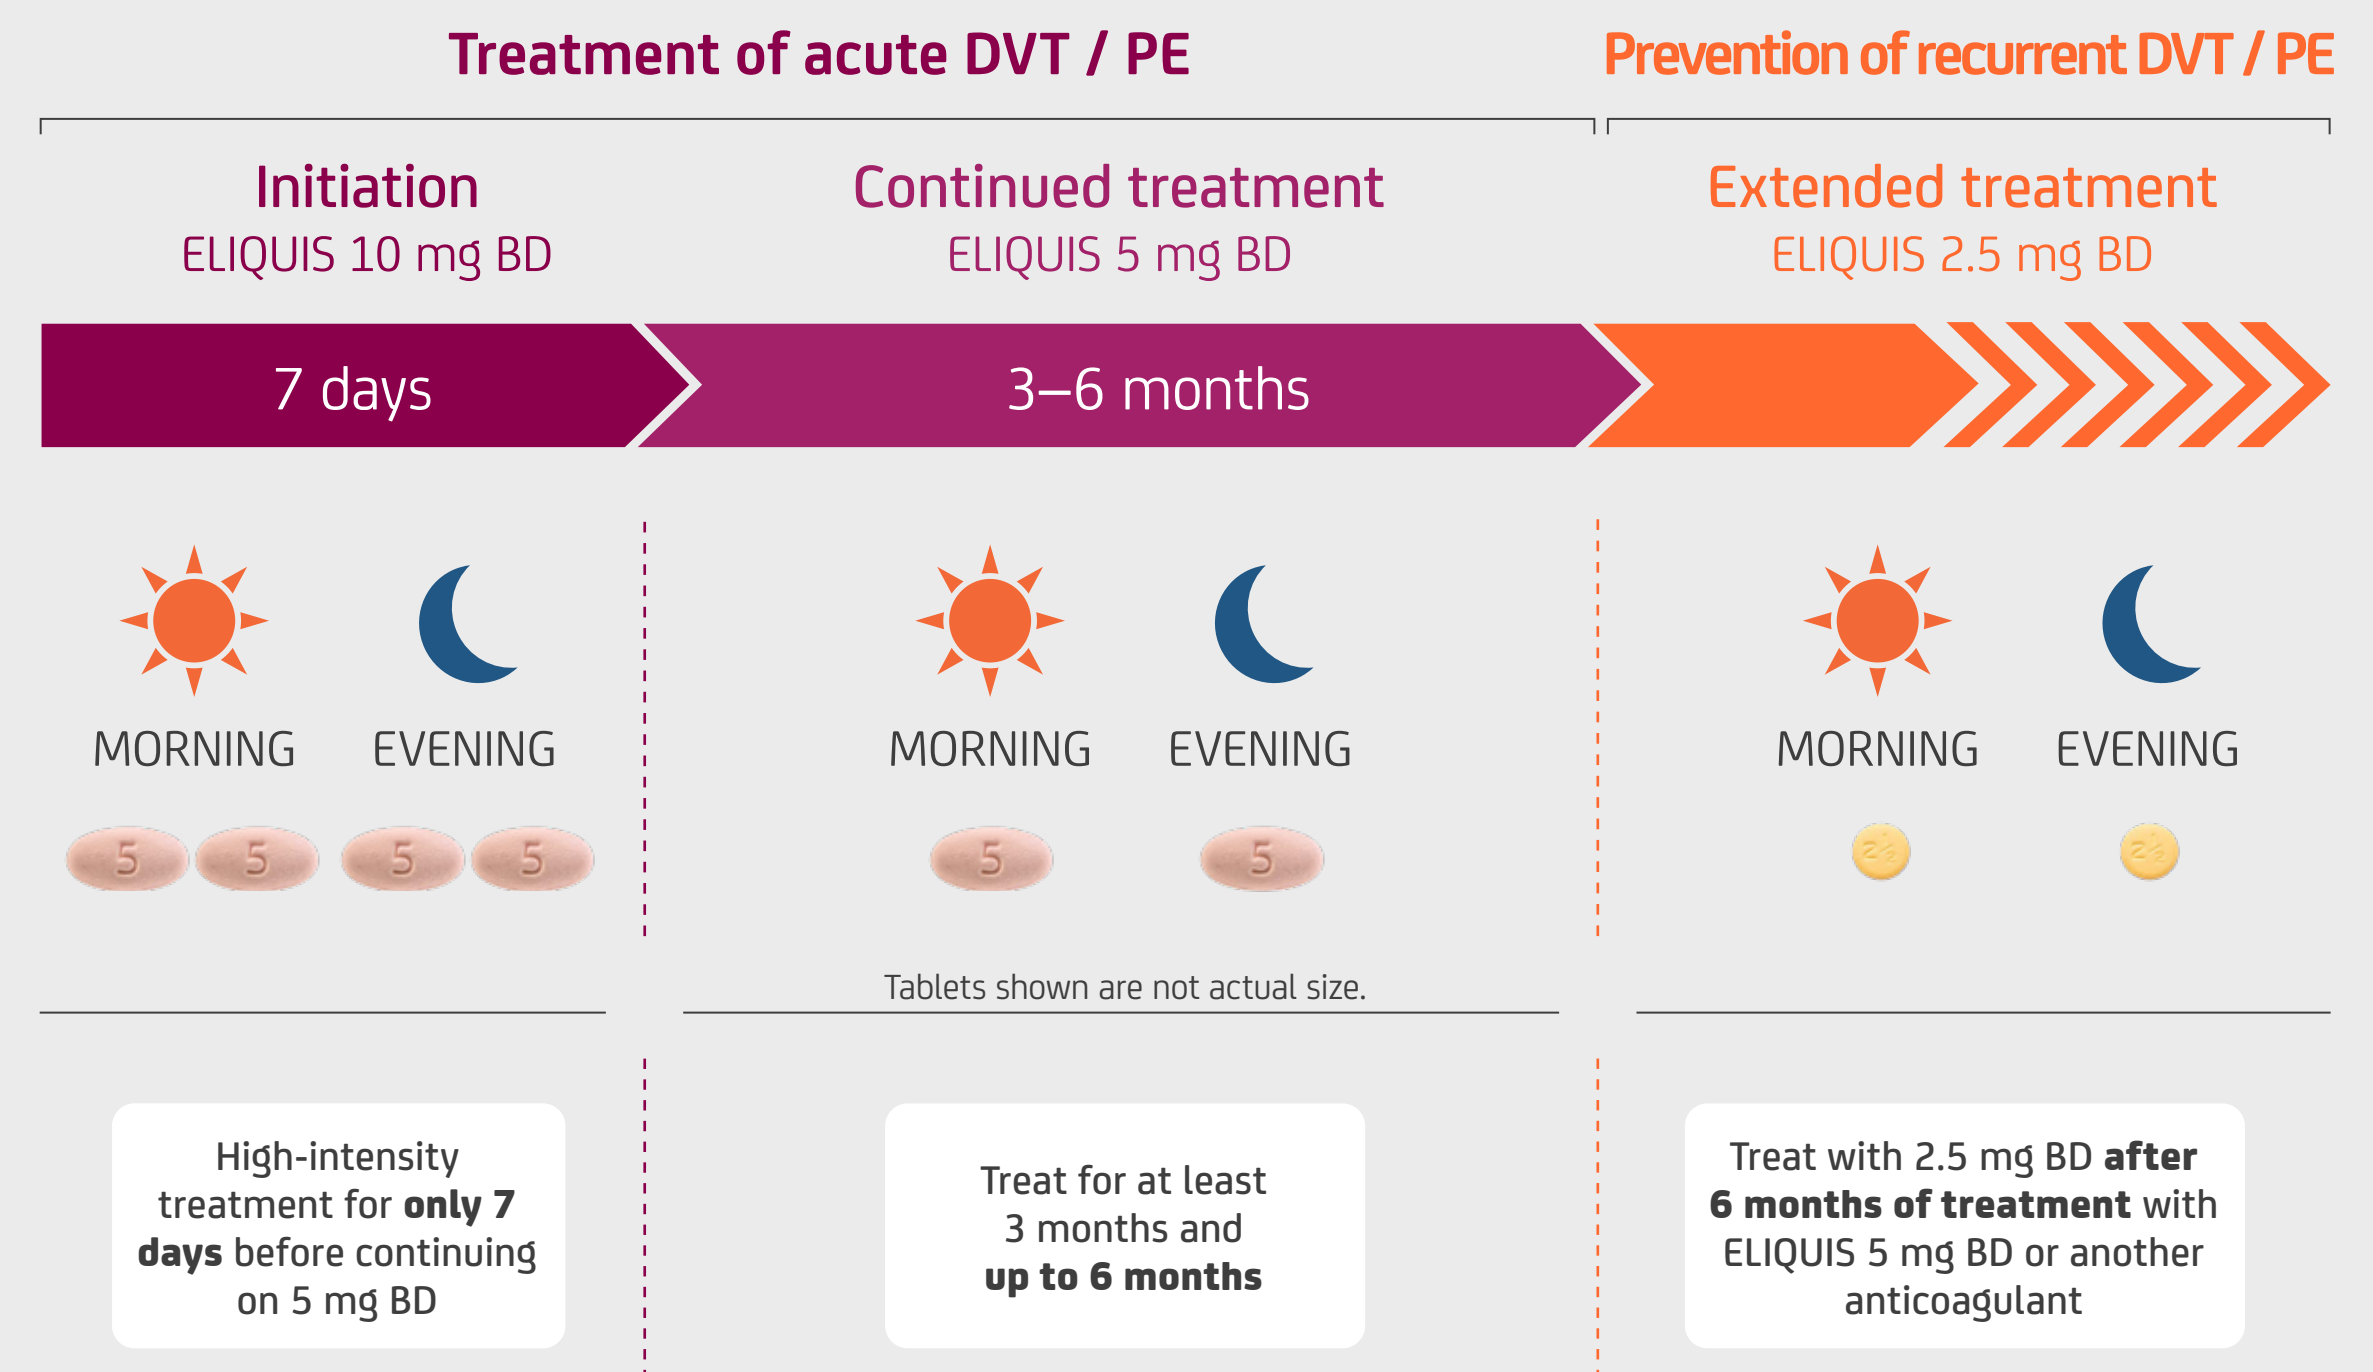 Treatment of acute DVT / PE
Prevention of recurrent DVT / PE
Initiation
ELIQUIS 10 mg BD
Continued treatment
ELIQUIS 5 mg BD
Extended treatment
ELIQUIS 2.5 mg BD
7 days
3–6 months
MORNING
EVENING
MORNING
EVENING
MORNING
EVENING
5
5
5
5
5
5
2½
2½
Tablets shown are not actual size.
High-intensity
treatment for only 7
days before continuing
on 5 mg BD
Treat for at least
3 months and
up to 6 months
Treat with 2.5 mg BD after
6 months of treatment with
ELIQUIS 5 mg BD or another
anticoagulant